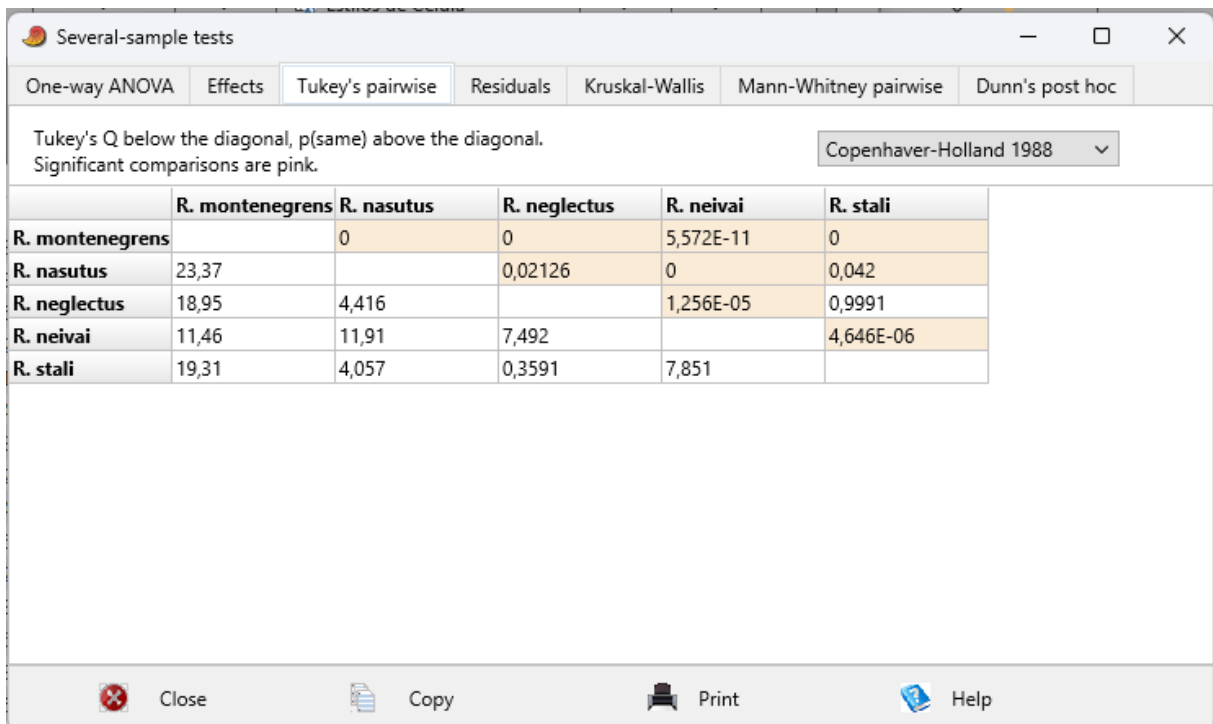 Several-sample tests
One-way ANOVA Effects Tukey's pairwise Residuals Kruskal-Wallis Mann-Whitney pairwise Dunn's post hoc
Tukey's Q below the diagonal, p(same) above the diagonal.
Significant comparisons are pink.
Copenhaver-Holland 1988
R. montenegrens R. nasutus R. neglectus R. neivai R. stali
R. montenegrens 0 0 5,572E-11 0
R. nasutus 23,37 0,02126 0 0,042
R. neglectus 18,95 4,416 1,256E-05 0,9991
R. neivai 11,46 11,91 7,492 4,646E-06
R. stali 19,31 4,057 0,3591 7,851
Close Copy Print Help